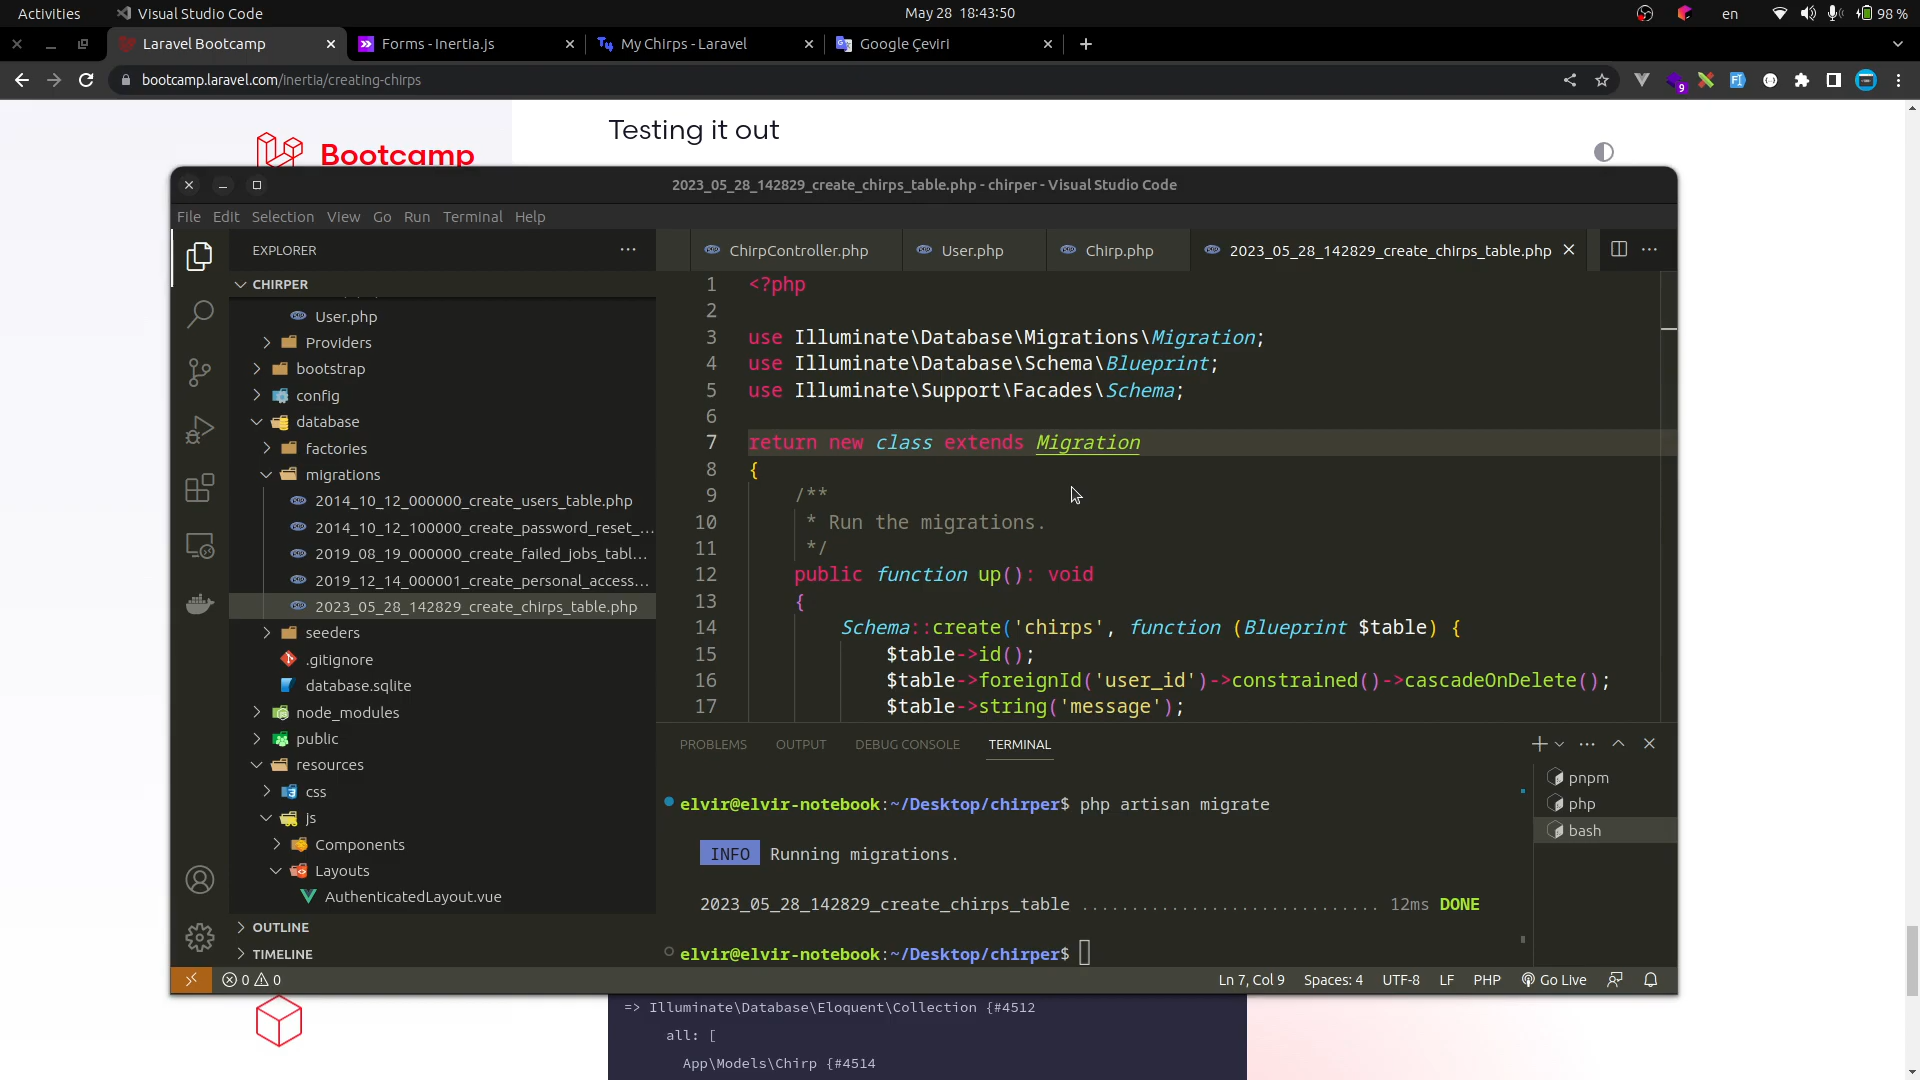 Activities
Visual Studio Code
May 28 18:43:50
en
98 %
Laravel Bootcamp
Forms - Inertia.js
My Chirps - Laravel
Google Çeviri
bootcamp.laravel.com/inertia/creating-chirps
9
Testing it out
Bootcamp
2023_05_28_142829_create_chirps_table.php - chirper - Visual Studio Code
File Edit Selection View Go Run Terminal Help
EXPLORER
ChirpController.php
User.php
Chirp.php
2023_05_28_142829_create_chirps_table.php
CHIRPER
User.php
Providers
bootstrap
config
database
factories
migrations
2014_10_12_000000_create_users_table.php
2014_10_12_100000_create_password_reset_...
2019_08_19_000000_create_failed_jobs_tabl...
2019_12_14_000001_create_personal_access...
2023_05_28_142829_create_chirps_table.php
seeders
.gitignore
database.sqlite
node_modules
public
resources
css
js
Components
Layouts
AuthenticatedLayout.vue
OUTLINE
TIMELINE
1 <?php
2
3 use Illuminate\Database\Migrations\Migration;
4 use Illuminate\Database\Schema\Blueprint;
5 use Illuminate\Support\Facades\Schema;
6
7 return new class extends Migration
8 {
9 /**
10 * Run the migrations.
11 */
12 public function up(): void
13 {
14 Schema::create('chirps', function (Blueprint $table) {
15 $table->id();
16 $table->foreignId('user_id')->constrained()->cascadeOnDelete();
17 $table->string('message');
PROBLEMS OUTPUT DEBUG CONSOLE TERMINAL
elvir@elvir-notebook:~/Desktop/chirper$ php artisan migrate
INFO Running migrations.
2023_05_28_142829_create_chirps_table .......................... 12ms DONE
elvir@elvir-notebook:~/Desktop/chirper$
pnpm
php
bash
0 0
Ln 7, Col 9 Spaces: 4 UTF-8 LF PHP Go Live
=> Illuminate\Database\Eloquent\Collection {#4512
all: [
App\Models\Chirp {#4514